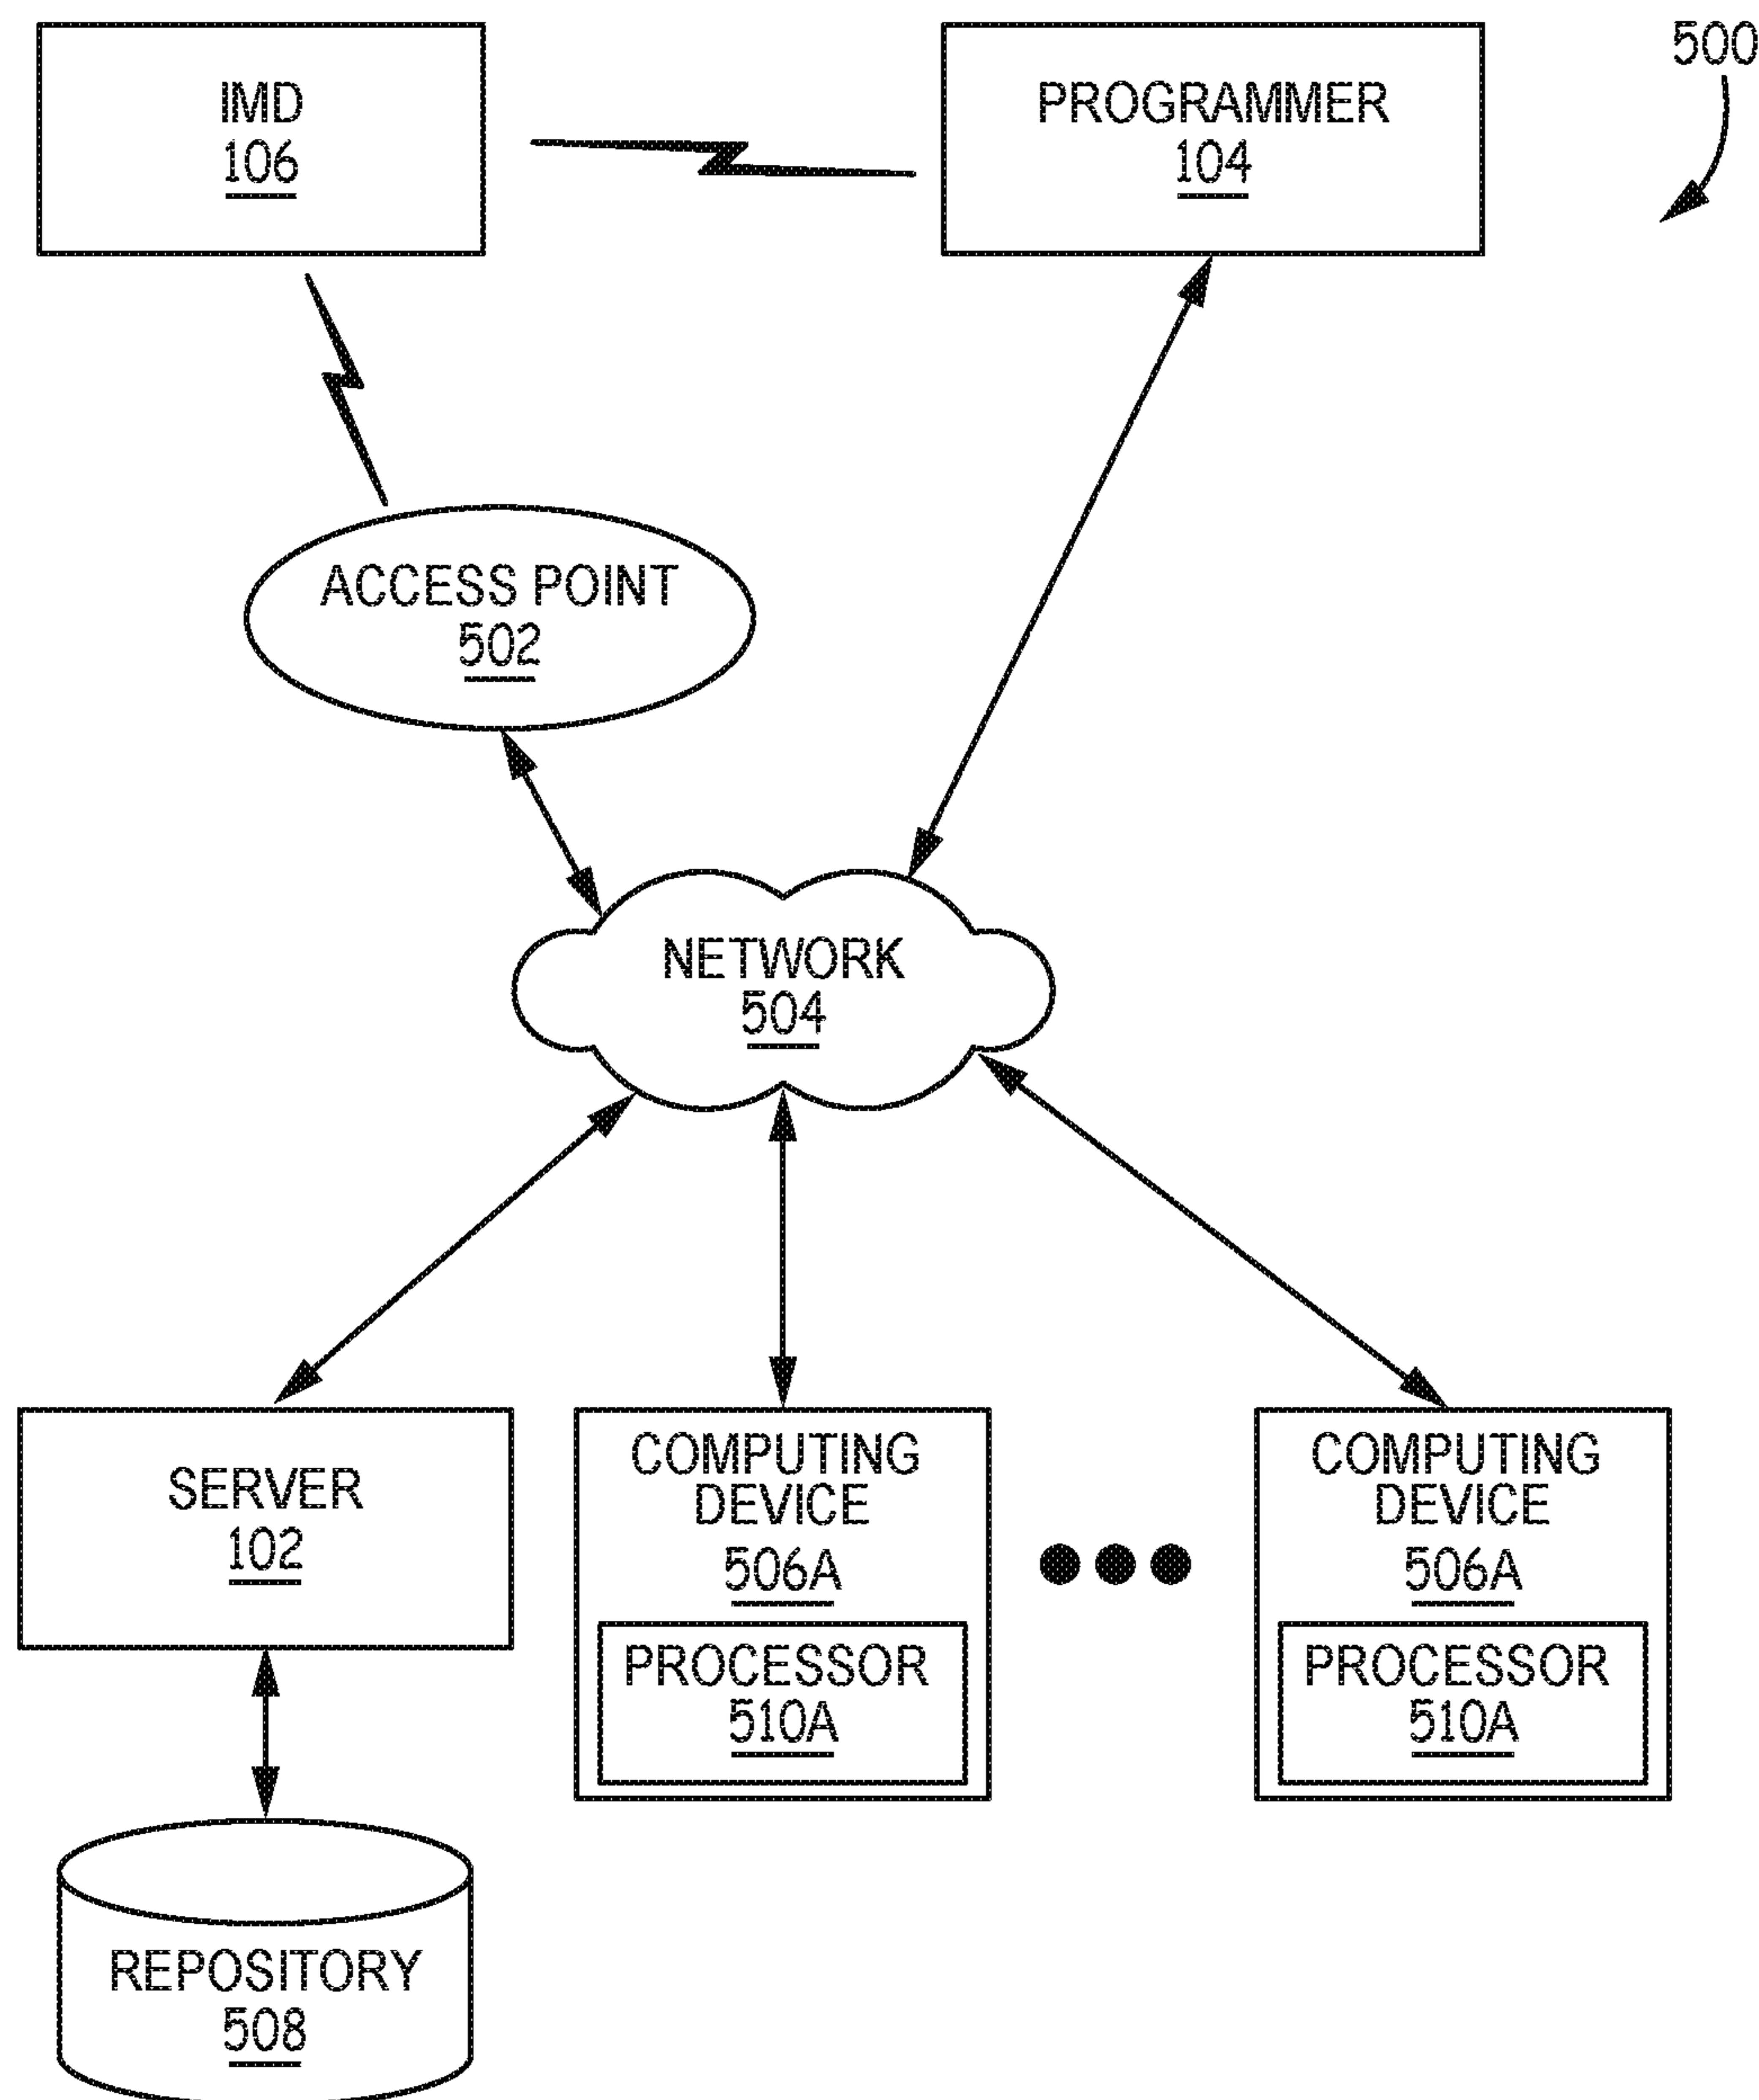 500
IMD
106
PROGRAMMER
104
ACCESS POINT
502
NETWORK
504
SERVER
102
COMPUTING
DEVICE
506A
PROCESSOR
510A
COMPUTING
DEVICE
506A
PROCESSOR
510A
REPOSITORY
508